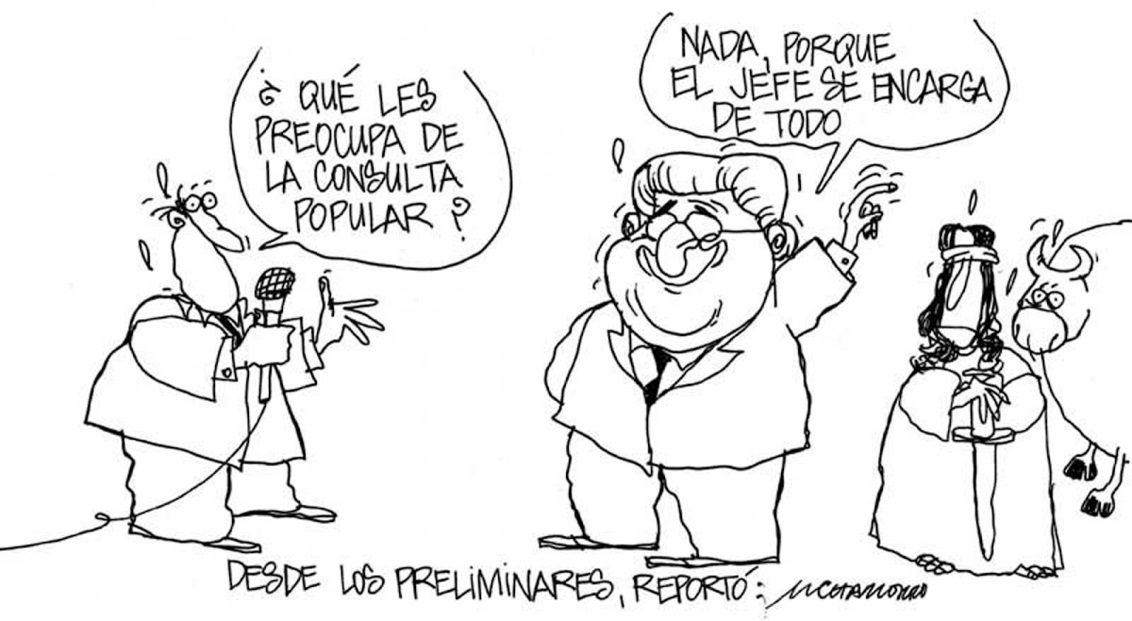 ¿ QUÉ LES
PREOCUPA DE
LA CONSULTA
POPULAR ?
NADA, PORQUE
EL JEFE SE ENCARGA
DE TODO
DESDE LOS PRELIMINARES, REPORTÓ: